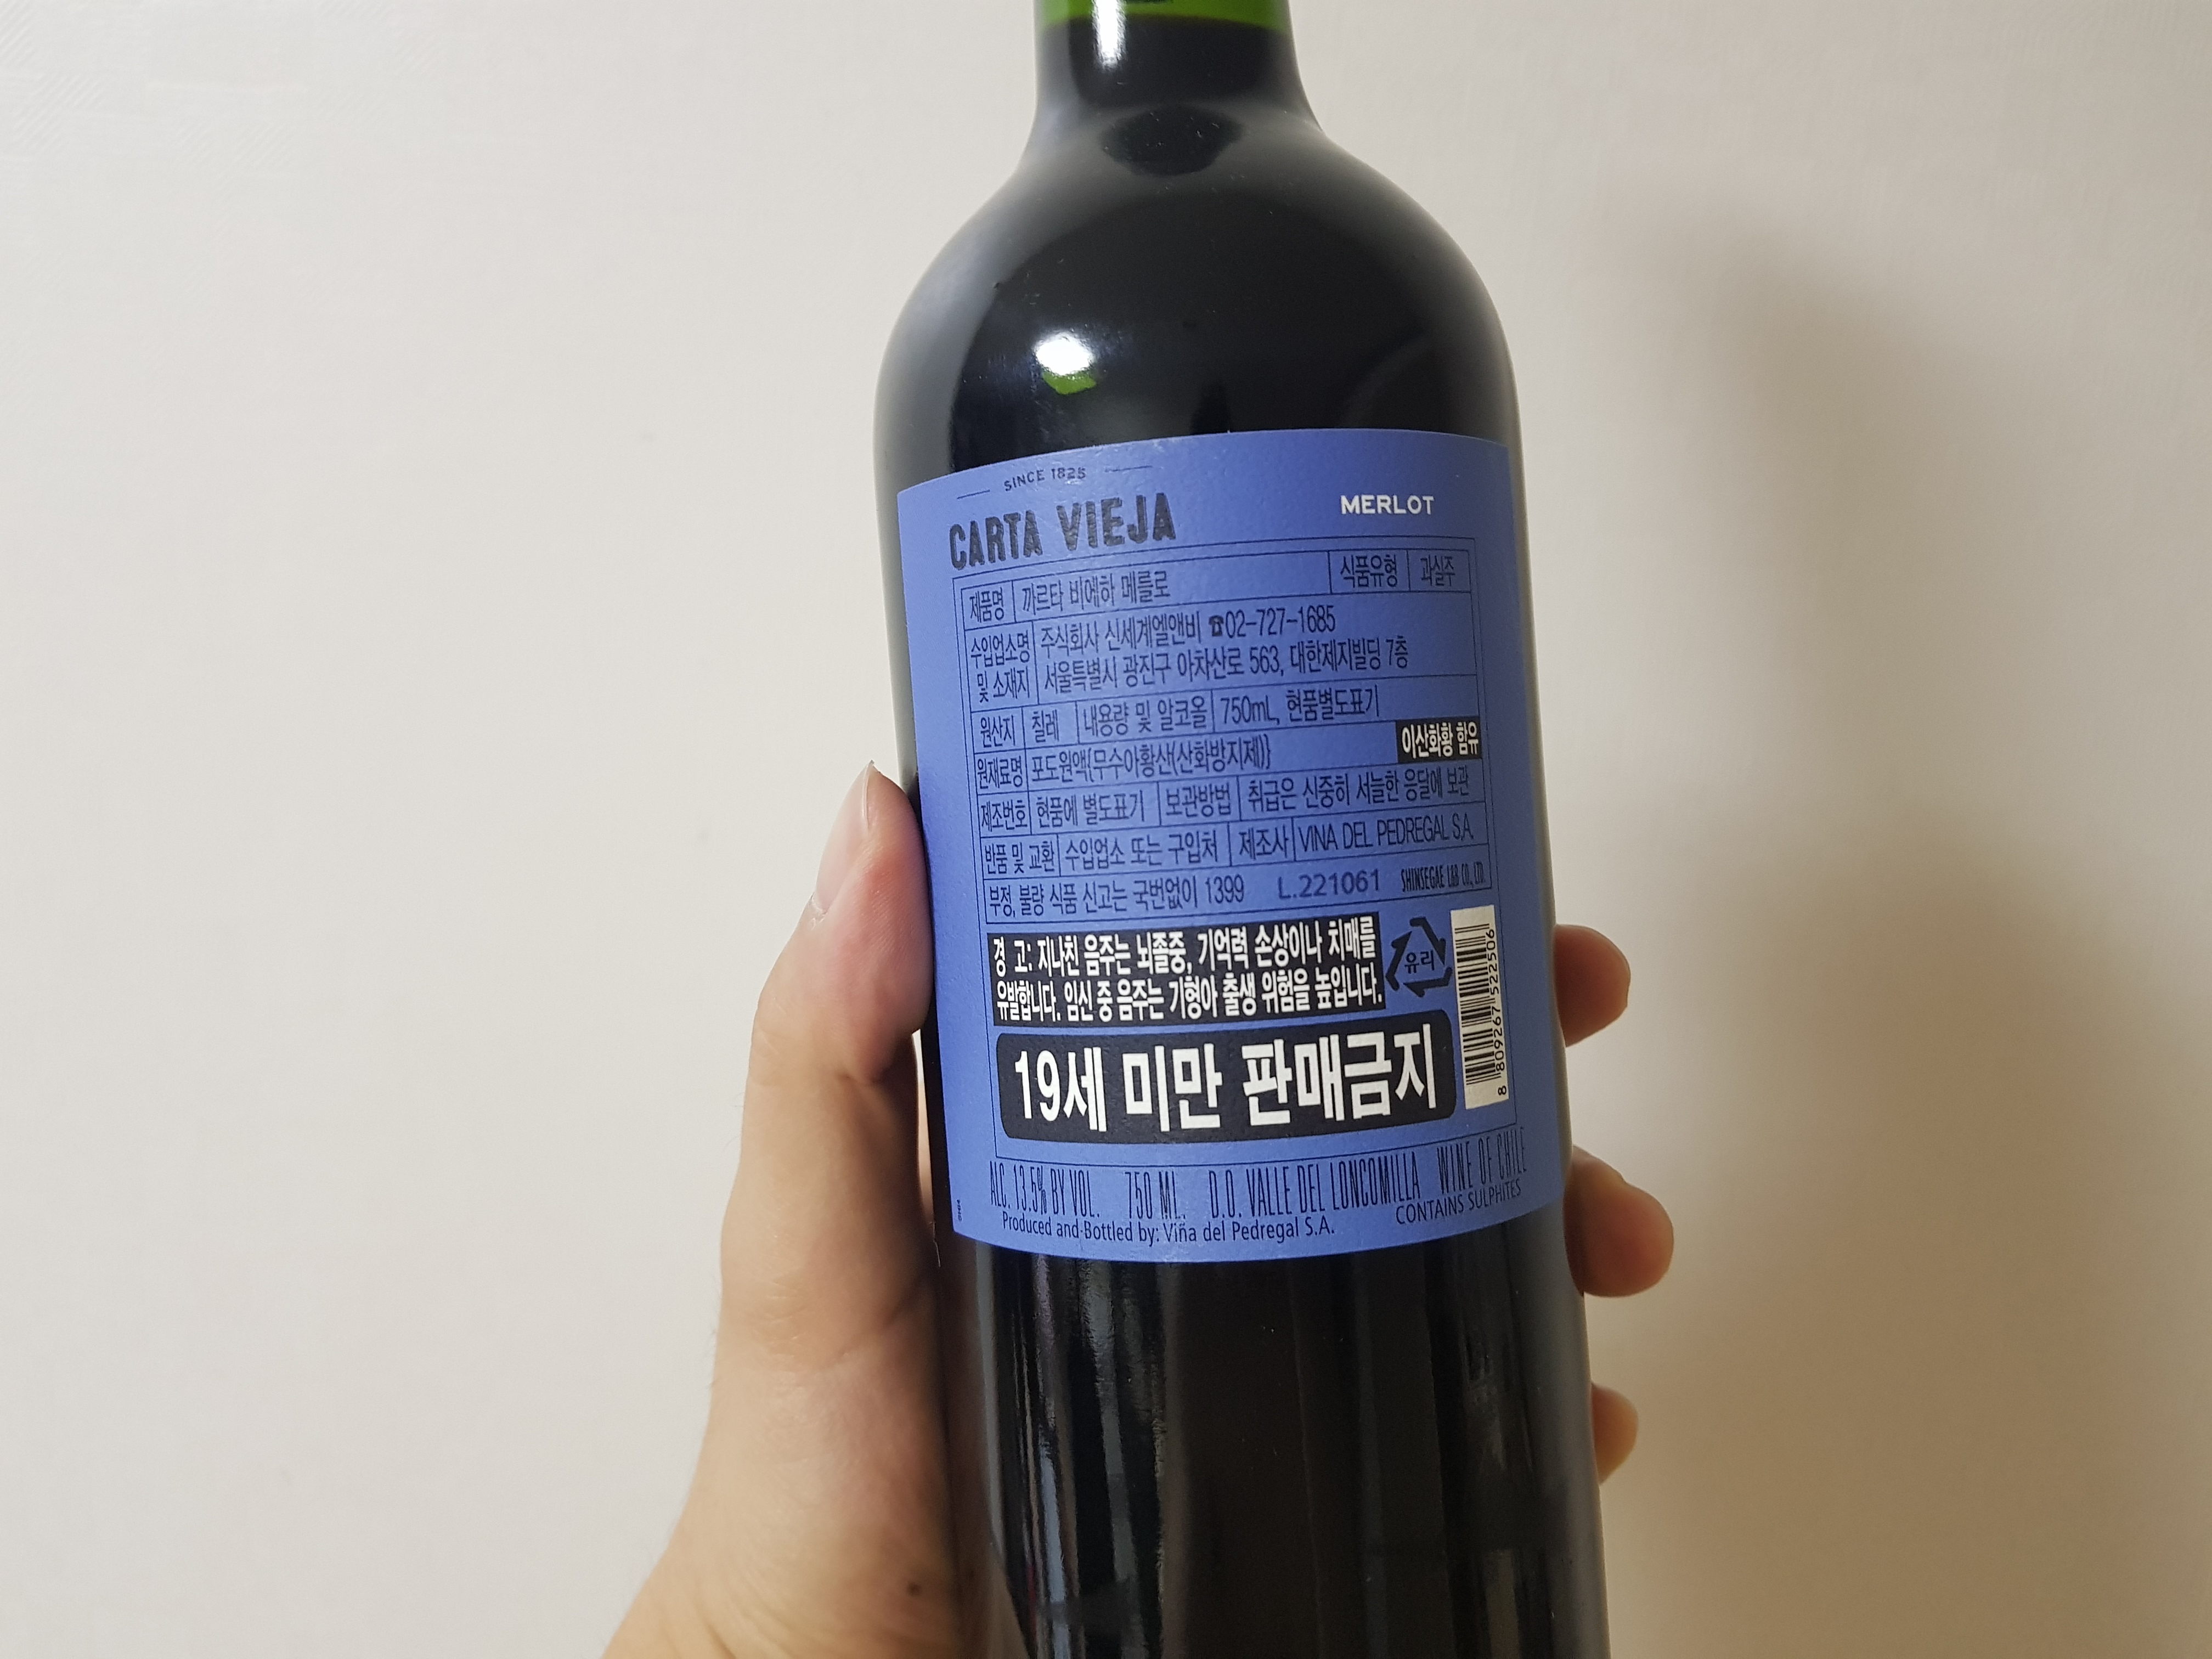 SINCE 1825
CARTA VIEJA
MERLOT
제품명 까르타 비에하 메를로 식품유형 과실주
수입업소명 및 소재지 주식회사 신세계엘앤비 ☎02-727-1685
서울특별시 광진구 아차산로 563, 대한제지빌딩 7층
원산지 칠레 내용량 및 알코올 750mL, 현품별도표기
원재료명 포도원액{무수아황산(산화방지제)} 이산화황 함유
제조번호 현품에 별도표기 보관방법 취급은 신중히 서늘한 응달에 보관
반품 및 교환 수입업소 또는 구입처 제조사 VINA DEL PEDREGAL S.A.
부정, 불량 식품 신고는 국번없이 1399 L.221061 SHINSEGAE L&B CO., LTD.
경 고: 지나친 음주는 뇌졸중, 기억력 손상이나 치매를
유발합니다. 임신 중 음주는 기형아 출생 위험을 높입니다.
유리
19세 미만 판매금지
8 809267 522506
ALC. 13.5% BY VOL. 750 ML. D.O. VALLE DEL LONCOMILLA WINE OF CHILE
Produced and Bottled by: Viña del Pedregal S.A. CONTAINS SULPHITES